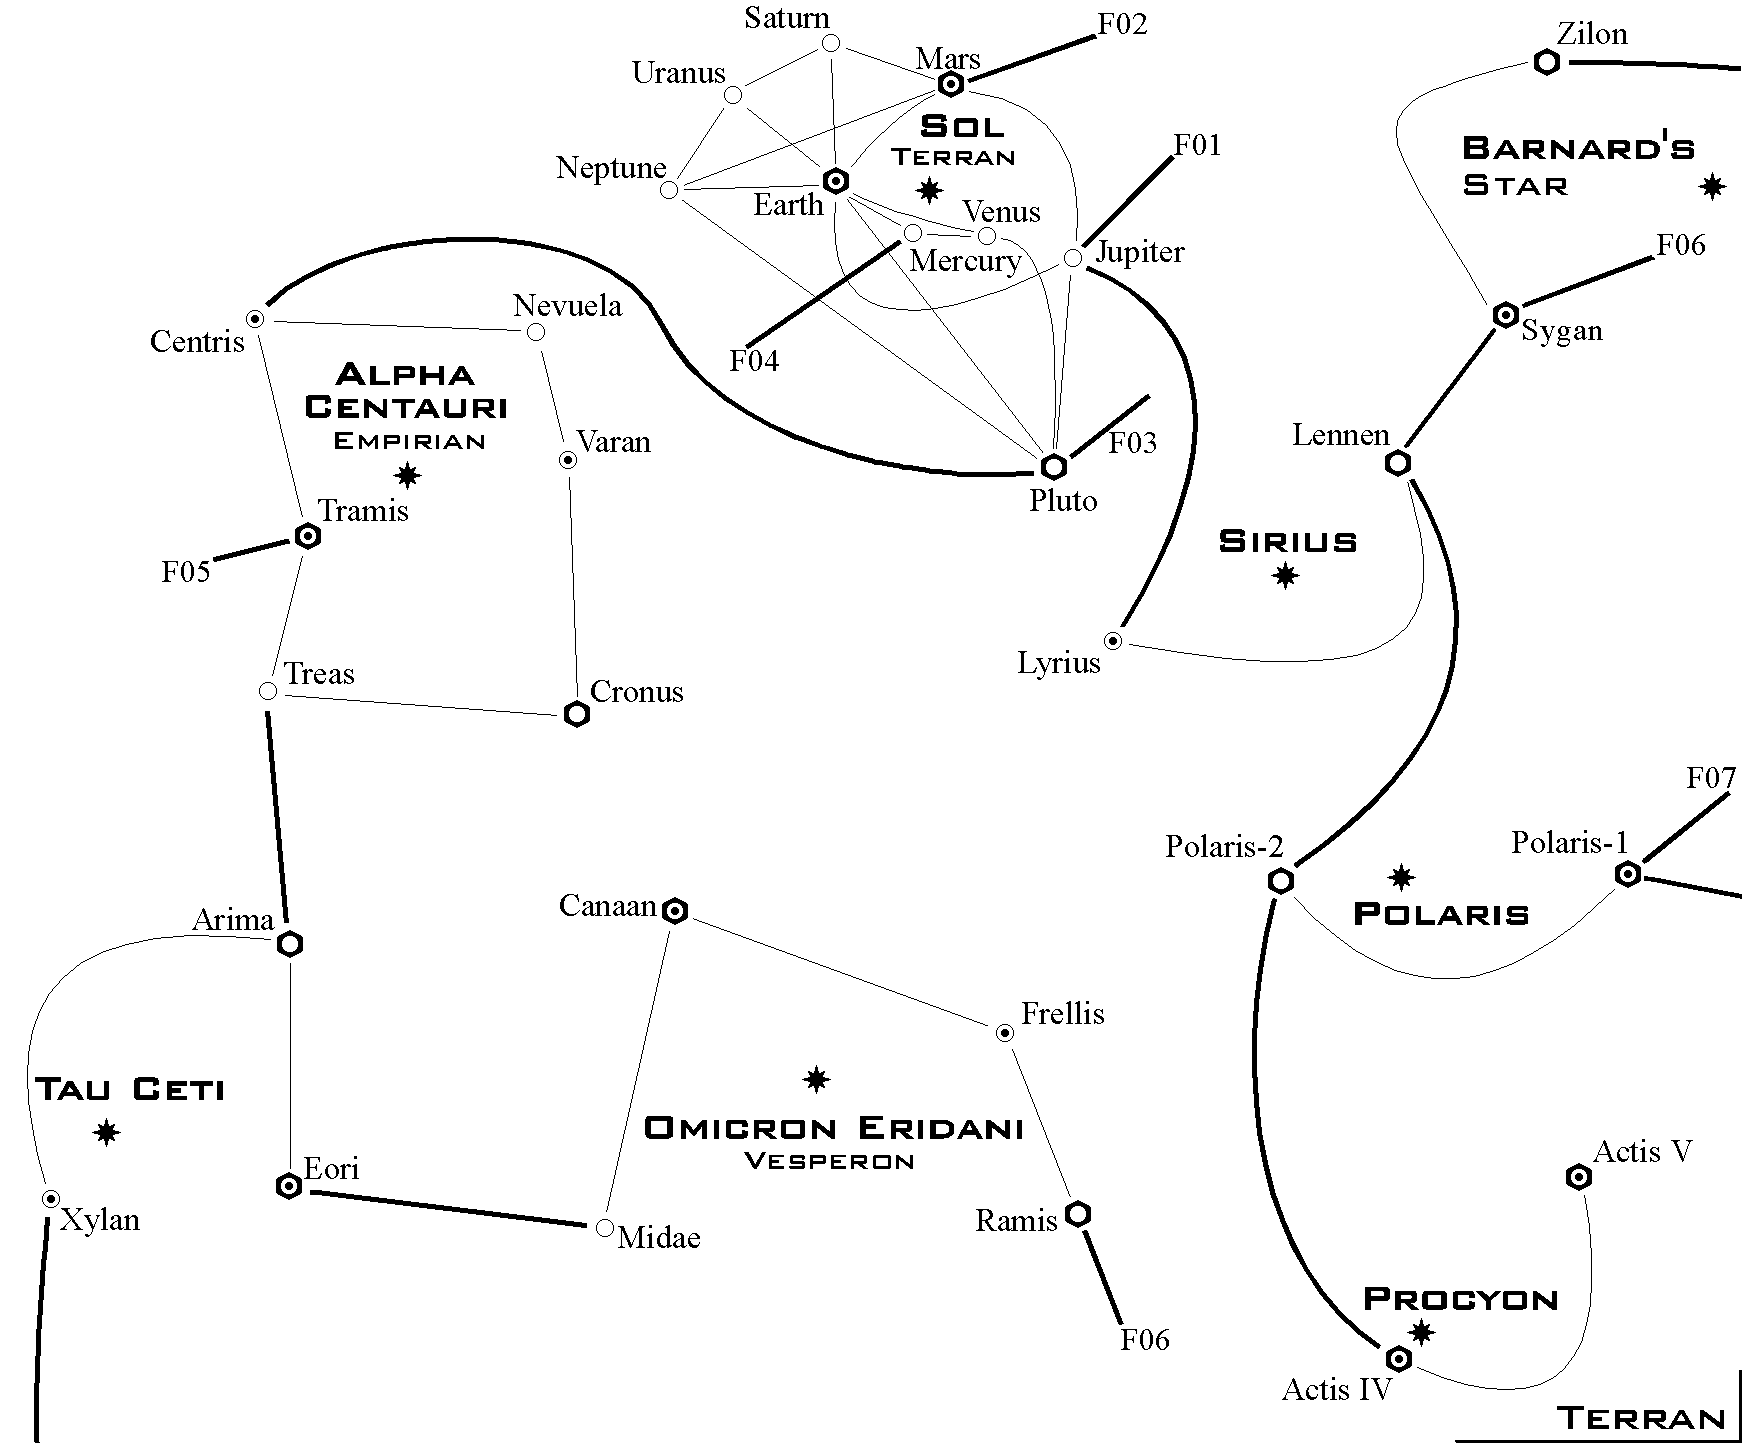 Saturn
F02
Zilon
Mars
Uranus
SOL
TERRAN
F01
BARNARD'S
STAR
Neptune
Earth
Venus
Mercury
Jupiter
F06
Nevuela
Centris
Sygan
F04
ALPHA
CENTAURI
EMPIRIAN
Varan
F03
Lennen
Pluto
Tramis
SIRIUS
F05
Lyrius
Treas
Cronus
F07
Polaris-2
Polaris-1
Arima
Canaan
POLARIS
Frellis
TAU CETI
OMICRON ERIDANI
VESPERON
Actis V
Eori
Xylan
Midae
Ramis
PROCYON
F06
Actis IV
TERRAN